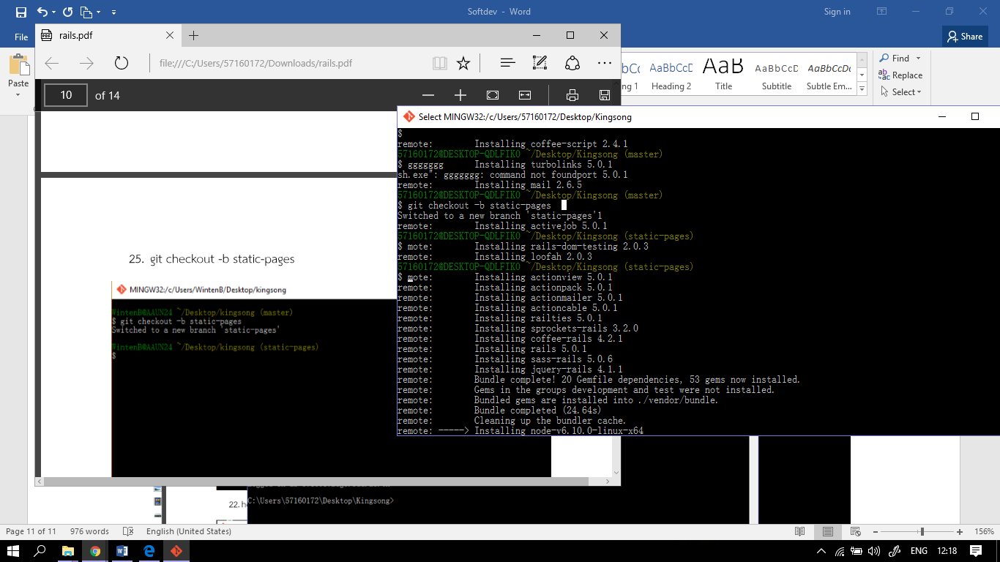 Softdev - Word
Sign in
File
Share
rails.pdf
file:///C:/Users/57160172/Downloads/rails.pdf
Paste
Find
Replace
Select
AaBbCcD
AaB
AaBbCcD
AaBbCcDc
Heading 2
Title
Subtitle
Subtle Em...
10 of 14
25. git checkout -b static-pages
MINGW32:/c/Users/WintenB/Desktop/kingsong
WintenB@AAUN24 ~/Desktop/kingsong (master)
$ git checkout -b static-pages
Switched to a new branch 'static-pages'
WintenB@AAUN24 ~/Desktop/kingsong (static-pages)
$
Select MINGW32:/c/Users/57160172/Desktop/Kingsong
$
remote: Installing coffee-script 2.4.1
57160172@DESKTOP-QDLFIK0 ~/Desktop/Kingsong (master)
$ ggggggg Installing turbolinks 5.0.1
sh.exe": ggggggg: command not foundport 5.0.1
remote: Installing mail 2.6.5
57160172@DESKTOP-QDLFIK0 ~/Desktop/Kingsong (master)
$ git checkout -b static-pages
Switched to a new branch 'static-pages'1
remote: Installing activejob 5.0.1
57160172@DESKTOP-QDLFIK0 ~/Desktop/Kingsong (static-pages)
$ mote: Installing rails-dom-testing 2.0.3
remote: Installing loofah 2.0.3
57160172@DESKTOP-QDLFIK0 ~/Desktop/Kingsong (static-pages)
$ mote: Installing actionview 5.0.1
remote: Installing actionpack 5.0.1
remote: Installing actionmailer 5.0.1
remote: Installing actioncable 5.0.1
remote: Installing railties 5.0.1
remote: Installing sprockets-rails 3.2.0
remote: Installing coffee-rails 4.2.1
remote: Installing rails 5.0.1
remote: Installing sass-rails 5.0.6
remote: Installing jquery-rails 4.1.1
remote: Bundle complete! 20 Gemfile dependencies, 53 gems now installed.
remote: Gems in the groups development and test were not installed.
remote: Bundled gems are installed into ./vendor/bundle.
remote: Bundle completed (24.64s)
remote: Cleaning up the bundler cache.
remote: -----> Installing node-v6.10.0-linux-x64
22. h
C:\Users\57160172\Desktop\Kingsong>
Page 11 of 11 976 words English (United States)
156%
ENG 12:18